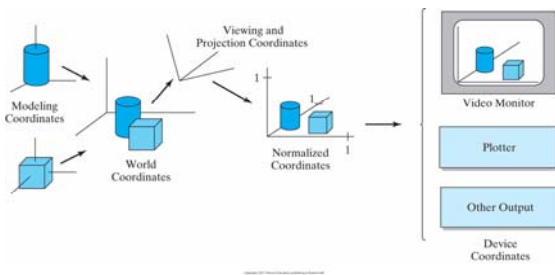 Viewing and
Projection Coordinates
Modeling
Coordinates
World
Coordinates
1
1
1
Normalized
Coordinates
Video Monitor
Plotter
Other Output
Device
Coordinates